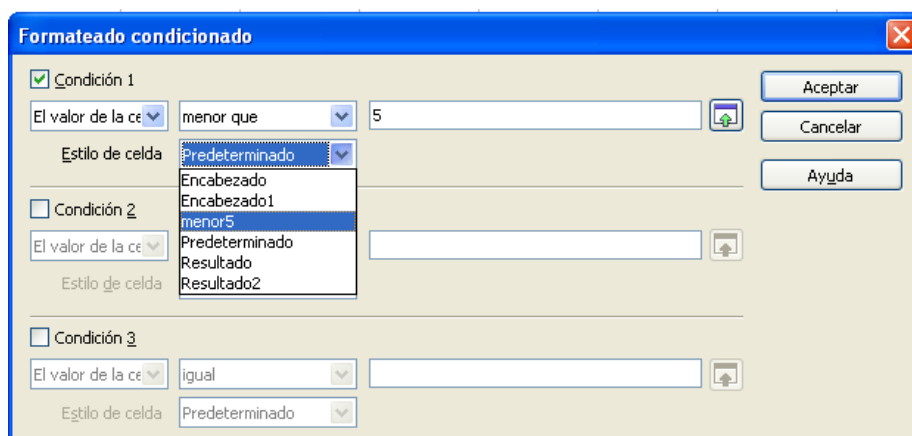 Formateado condicionado
Condición 1
El valor de la ce menor que 5
Estilo de celda Predeterminado
Encabezado
Encabezado1
menor5
Predeterminado
Resultado
Resultado2
Condición 2
El valor de la ce
Estilo de celda
Condición 3
El valor de la ce igual
Estilo de celda Predeterminado
Aceptar
Cancelar
Ayuda